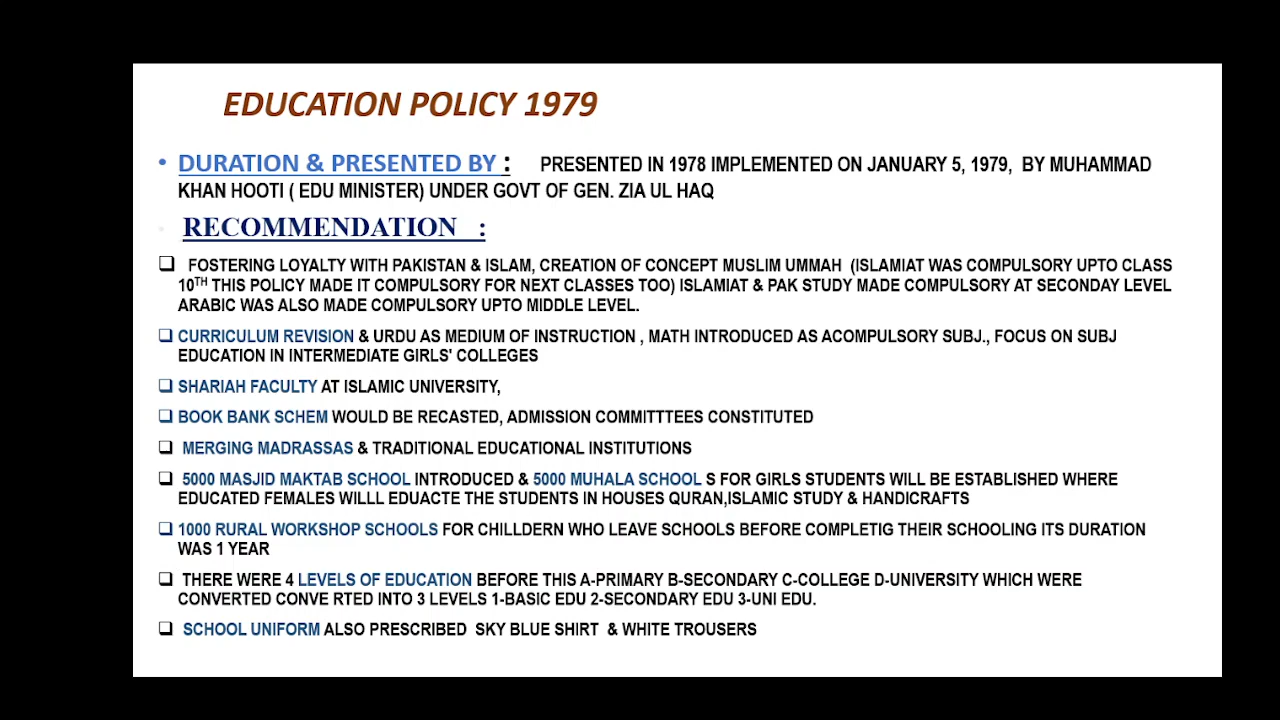 EDUCATION POLICY 1979
• DURATION & PRESENTED BY : PRESENTED IN 1978 IMPLEMENTED ON JANUARY 5, 1979, BY MUHAMMAD
KHAN HOOTI ( EDU MINISTER) UNDER GOVT OF GEN. ZIA UL HAQ
• RECOMMENDATION :
❑ FOSTERING LOYALTY WITH PAKISTAN & ISLAM, CREATION OF CONCEPT MUSLIM UMMAH (ISLAMIAT WAS COMPULSORY UPTO CLASS
10TH THIS POLICY MADE IT COMPULSORY FOR NEXT CLASSES TOO) ISLAMIAT & PAK STUDY MADE COMPULSORY AT SECONDAY LEVEL
ARABIC WAS ALSO MADE COMPULSORY UPTO MIDDLE LEVEL.
❑ CURRICULUM REVISION & URDU AS MEDIUM OF INSTRUCTION , MATH INTRODUCED AS ACOMPULSORY SUBJ., FOCUS ON SUBJ
EDUCATION IN INTERMEDIATE GIRLS' COLLEGES
❑ SHARIAH FACULTY AT ISLAMIC UNIVERSITY,
❑ BOOK BANK SCHEM WOULD BE RECASTED, ADMISSION COMMITTTEES CONSTITUTED
❑ MERGING MADRASSAS & TRADITIONAL EDUCATIONAL INSTITUTIONS
❑ 5000 MASJID MAKTAB SCHOOL INTRODUCED & 5000 MUHALA SCHOOL S FOR GIRLS STUDENTS WILL BE ESTABLISHED WHERE
EDUCATED FEMALES WILLL EDUACTE THE STUDENTS IN HOUSES QURAN,ISLAMIC STUDY & HANDICRAFTS
❑ 1000 RURAL WORKSHOP SCHOOLS FOR CHILLDERN WHO LEAVE SCHOOLS BEFORE COMPLETIG THEIR SCHOOLING ITS DURATION
WAS 1 YEAR
❑ THERE WERE 4 LEVELS OF EDUCATION BEFORE THIS A-PRIMARY B-SECONDARY C-COLLEGE D-UNIVERSITY WHICH WERE
CONVERTED CONVE RTED INTO 3 LEVELS 1-BASIC EDU 2-SECONDARY EDU 3-UNI EDU.
❑ SCHOOL UNIFORM ALSO PRESCRIBED SKY BLUE SHIRT & WHITE TROUSERS